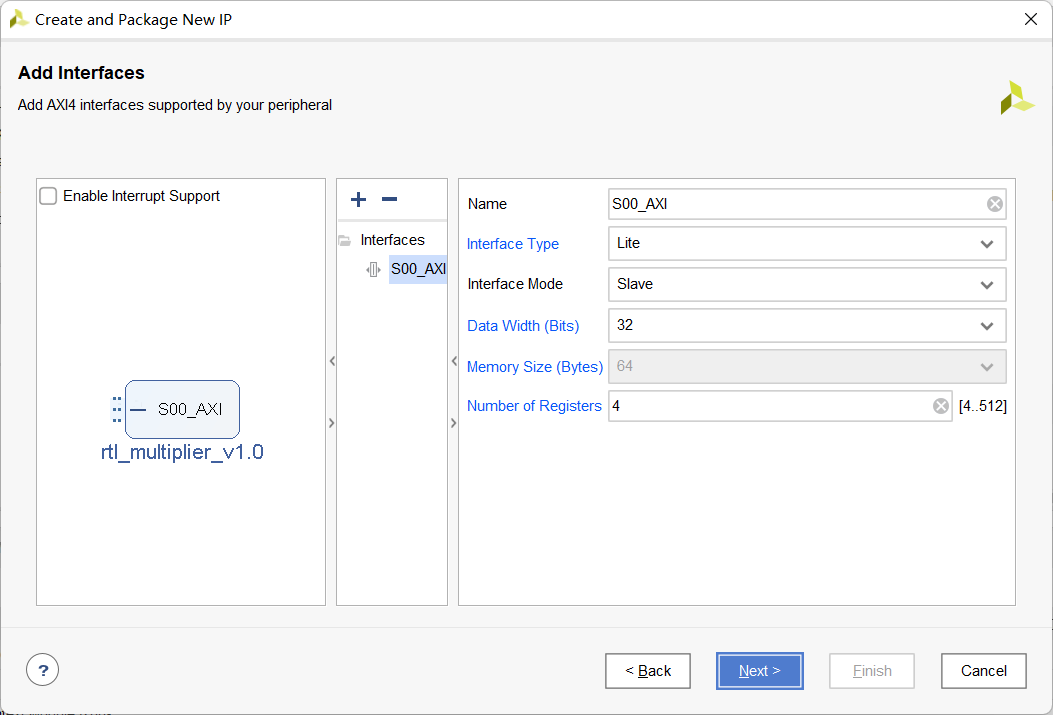 Create and Package New IP
Add Interfaces
Add AXI4 interfaces supported by your peripheral
Enable Interrupt Support
S00_AXI
rtl_multiplier_v1.0
Interfaces
S00_AXI
Name S00_AXI
Interface Type Lite
Interface Mode Slave
Data Width (Bits) 32
Memory Size (Bytes) 64
Number of Registers 4 [4..512]
? < Back Next > Finish Cancel